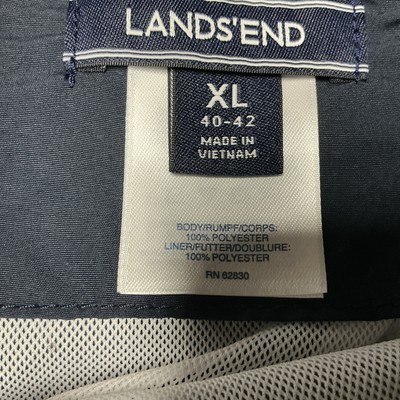 LANDS'END
XL
40-42
MADE IN
VIETNAM
BODY/RUMPF/CORPS:
100% POLYESTER
LINER/FUTTER/DOUBLURE:
100% POLYESTER
RN 62830